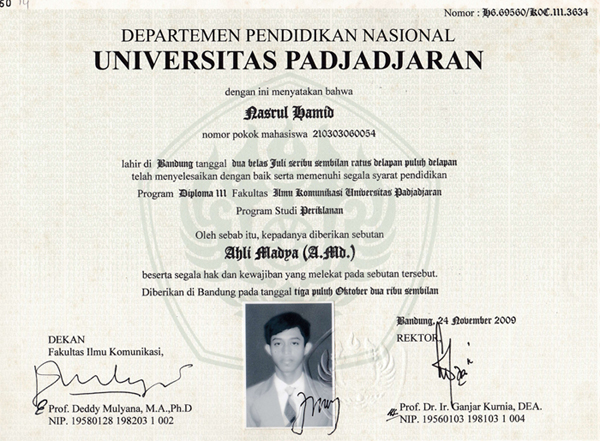 Nomor : H6.69560/KOC.111.3634
DEPARTEMEN PENDIDIKAN NASIONAL
UNIVERSITAS PADJADJARAN
dengan ini menyatakan bahwa
Nasrul Hamid
nomor pokok mahasiswa 210303060054
lahir di Bandung tanggal dua belas Juli seribu sembilan ratus delapan puluh delapan
telah menyelesaikan dengan baik serta memenuhi segala syarat pendidikan
Program Diploma 111 Fakultas Ilmu Komunikasi Universitas Padjadjaran
Program Studi Periklanan
Oleh sebab itu, kepadanya diberikan sebutan
Ahli Madya (A.Md.)
beserta segala hak dan kewajiban yang melekat pada sebutan tersebut.
Diberikan di Bandung pada tanggal tiga puluh Oktober dua ribu sembilan
Bandung, 24 November 2009
DEKAN
Fakultas Ilmu Komunikasi,
REKTOR,
Prof. Deddy Mulyana, M.A.,Ph.D
NIP. 19580128 198203 1 002
Prof. Dr. Ir. Ganjar Kurnia, DEA.
NIP. 19560103 198103 1 004